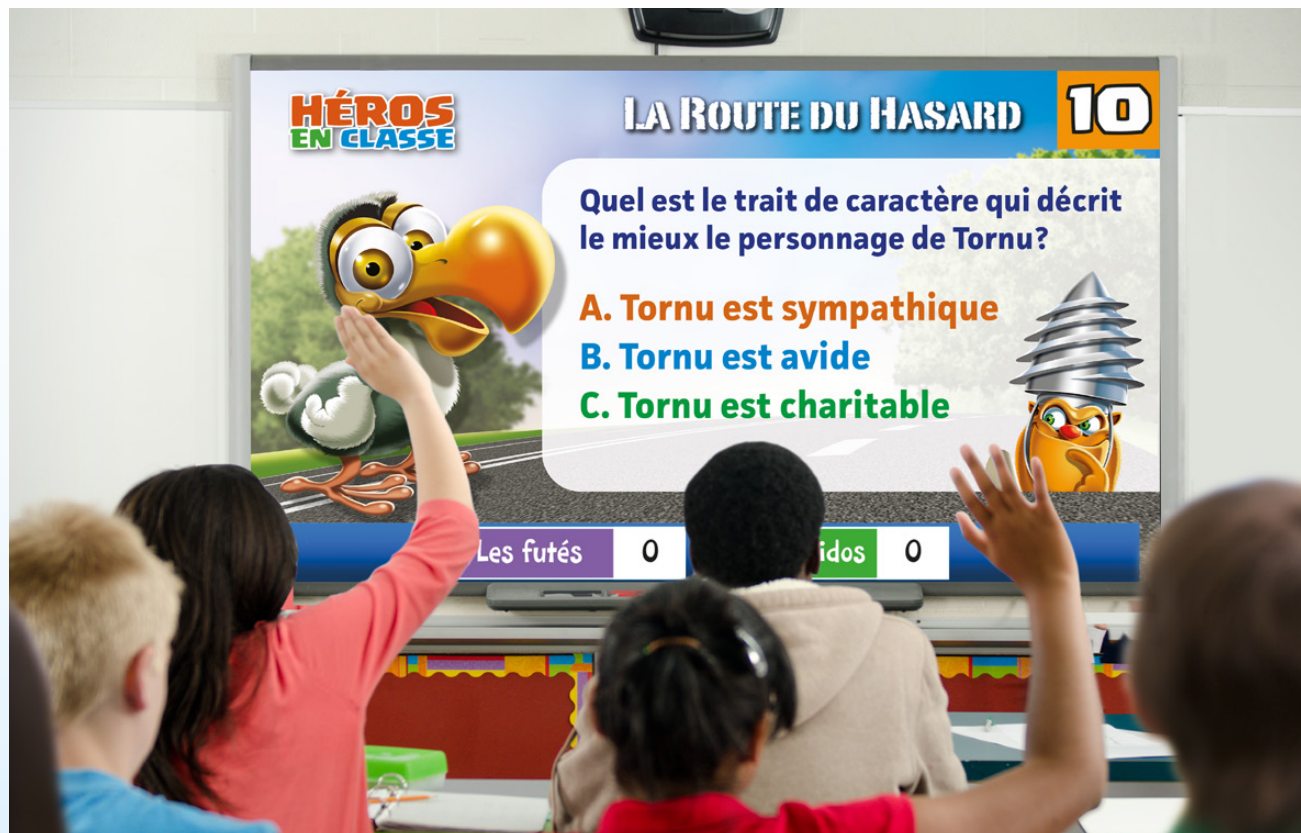 HÉROS
EN CLASSE
LA ROUTE DU HASARD
10
Quel est le trait de caractère qui décrit
le mieux le personnage de Tornu?
A. Tornu est sympathique
B. Tornu est avide
C. Tornu est charitable
Les futés 0 idos 0